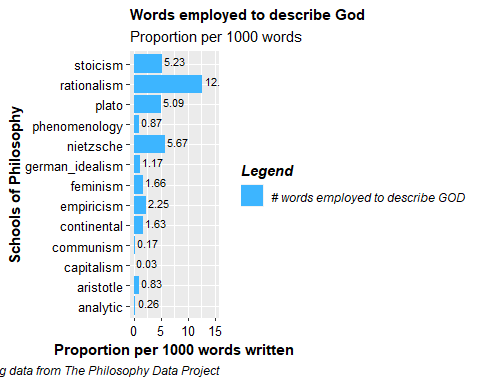 Words employed to describe God
Proportion per 1000 words
Schools of Philosophy
stoicism 5.23
rationalism 12.
plato 5.09
phenomenology 0.87
nietzsche 5.67
german_idealism 1.17
feminism 1.66
empiricism 2.25
continental 1.63
communism 0.17
capitalism 0.03
aristotle 0.83
analytic 0.26
0 5 10 15
Proportion per 1000 words written
Legend
# words employed to describe GOD
g data from The Philosophy Data Project